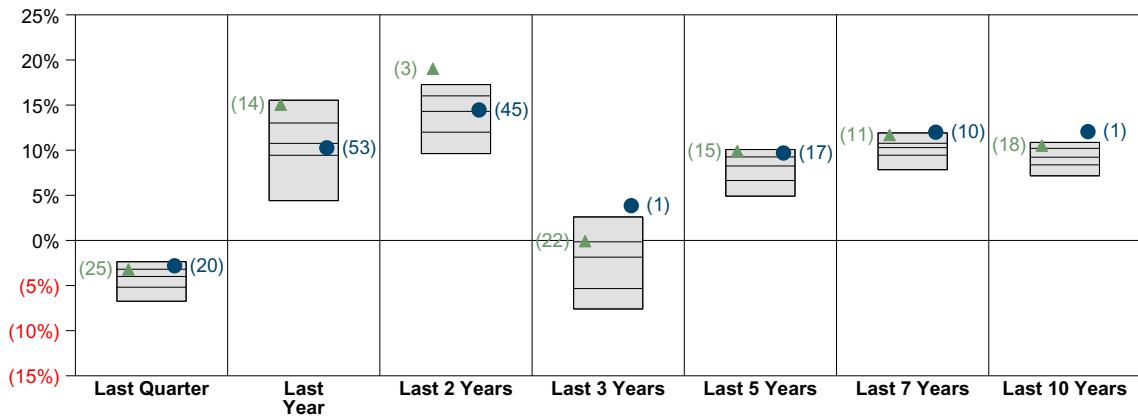 25%
20%
15%
10%
5%
0%
(5%)
(10%)
(15%)
(25)
(20)
(14)
(53)
(3)
(45)
(22)
(1)
(15)
(17)
(11)
(10)
(18)
(1)
Last Quarter
Last
Year
Last 2 Years
Last 3 Years
Last 5 Years
Last 7 Years
Last 10 Years